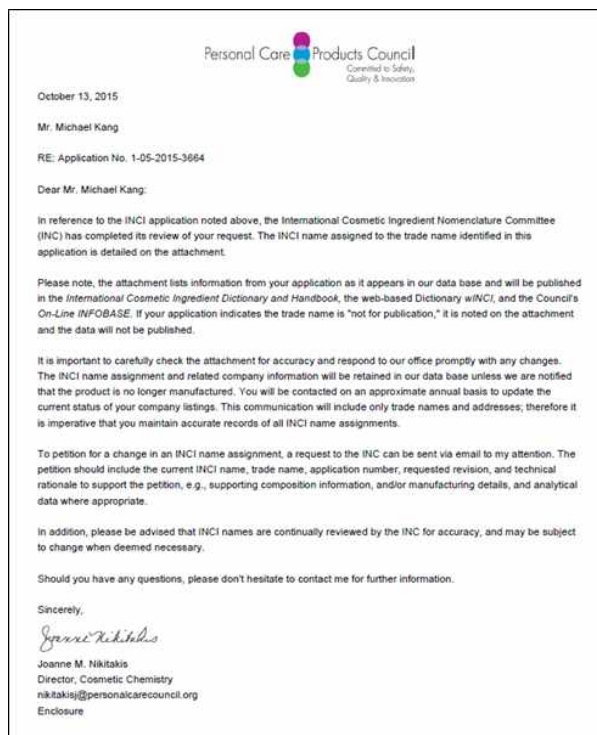 Personal Care Products Council
Committed to Safety,
Quality & Innovation
October 13, 2015
Mr. Michael Kang
RE: Application No. 1-05-2015-3664
Dear Mr. Michael Kang:
In reference to the INCI application noted above, the International Cosmetic Ingredient Nomenclature Committee
(INC) has completed its review of your request. The INCI name assigned to the trade name identified in this
application is detailed on the attachment.
Please note, the attachment lists information from your application as it appears in our data base and will be published
in the International Cosmetic Ingredient Dictionary and Handbook, the web-based Dictionary wINCI, and the Council's
On-Line INFOBASE. If your application indicates the trade name is "not for publication," it is noted on the attachment
and the data will not be published.
It is important to carefully check the attachment for accuracy and respond to our office promptly with any changes.
The INCI name assignment and related company information will be retained in our data base unless we are notified
that the product is no longer manufactured. You will be contacted on an approximate annual basis to update the
current status of your company listings. This communication will include only trade names and addresses; therefore it
is imperative that you maintain accurate records of all INCI name assignments.
To petition for a change in an INCI name assignment, a request to the INC can be sent via email to my attention. The
petition should include the current INCI name, trade name, application number, requested revision, and technical
rationale to support the petition, e.g., supporting composition information, and/or manufacturing details, and analytical
data where appropriate.
In addition, please be advised that INCI names are continually reviewed by the INC for accuracy, and may be subject
to change when deemed necessary.
Should you have any questions, please don't hesitate to contact me for further information.
Sincerely,
Joanne Nikitakis
Joanne M. Nikitakis
Director, Cosmetic Chemistry
nikitakisj@personalcarecouncil.org
Enclosure